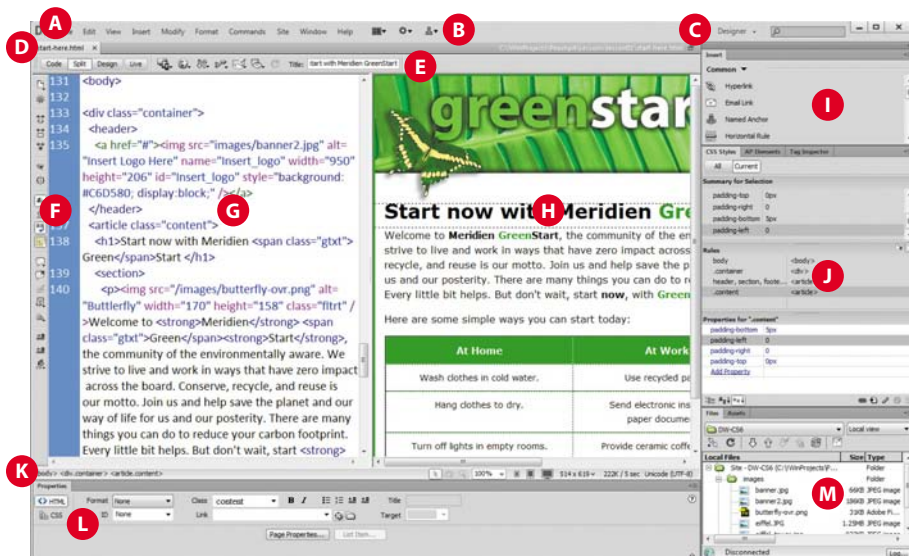 A
Edit View Insert Modify Format Commands Site Window Help
B
C
Designer
D
start-here.html ×
Code Split Design Live
Title: tart with Meridien GreenStart
E
131 <body>
132
133 <div class="container">
134 <header>
135 <a href="#"><img src="images/banner2.jpg" alt=
"Insert Logo Here" name="Insert_logo" width="950"
height="206" id="Insert_logo" style="background:
#C6D580; display:block;" /></a>
</header>
<article class="content">
138 <h1>Start now with Meridien <span class="gtxt">
Green</span>Start </h1>
139 <section>
140 <p><img src="/images/butterfly-ovr.png" alt=
"Buttlerfly" width="170" height="158" class="fltrt" /
>Welcome to <strong>Meridien</strong> <span
class="gtxt">Green</span><strong>Start</strong>,
the community of the environmentally aware. We
strive to live and work in ways that have zero impact
across the board. Conserve, recycle, and reuse is
our motto. Join us and help save the planet and our
way of life for us and our posterity. There are many
things you can do to reduce your carbon footprint.
Every little bit helps. But don't wait, start <strong>
F
G
greenstar
Start now with Meridien Gre
H
Welcome to Meridien GreenStart, the community of the en
strive to live and work in ways that have zero impact across
recycle, and reuse is our motto. Join us and help save the p
us and our posterity. There are many things you can do to r
Every little bit helps. But don't wait, start now, with Green
Here are some simple ways you can start today:
At Home At Work
Wash clothes in cold water. Use recycled pa
Hang clothes to dry. Send electronic ins
paper documen
Turn off lights in empty rooms. Provide ceramic coffe
Insert
Common
Hyperlink
Email Link
Named Anchor
Horizontal Rule
I
CSS Styles AP Elements Tag Inspector
All Current
Summary for Selection
padding-top 0px
padding-right 0
padding-bottom 5px
padding-left 0
Rules
body <body>
.container <div>
header, section, foote... <article>
.content <article>
J
Properties for ".content"
padding-bottom 5px
padding-left 0
padding-right 0
padding-top 0px
Add Property
Files Assets
DW-CS6 Local view
Local Files Size Type
Site - DW-CS6 (C:\WinProjects\P... Folder
images Folder
banner.jpg 66KB JPEG image
banner2.jpg 186KB JPEG image
butterfly-ovr.png 31KB Adobe Fi...
eiffel.JPG 1.25MB JPEG image
M
Disconnected Log...
K
<body> <div.container> <article.content>
100% 514 x 619 222K / 5 sec Unicode (UTF-8)
Properties
HTML Format None Class content B I Title
CSS ID None Link Target
L
Page Properties... List Item...